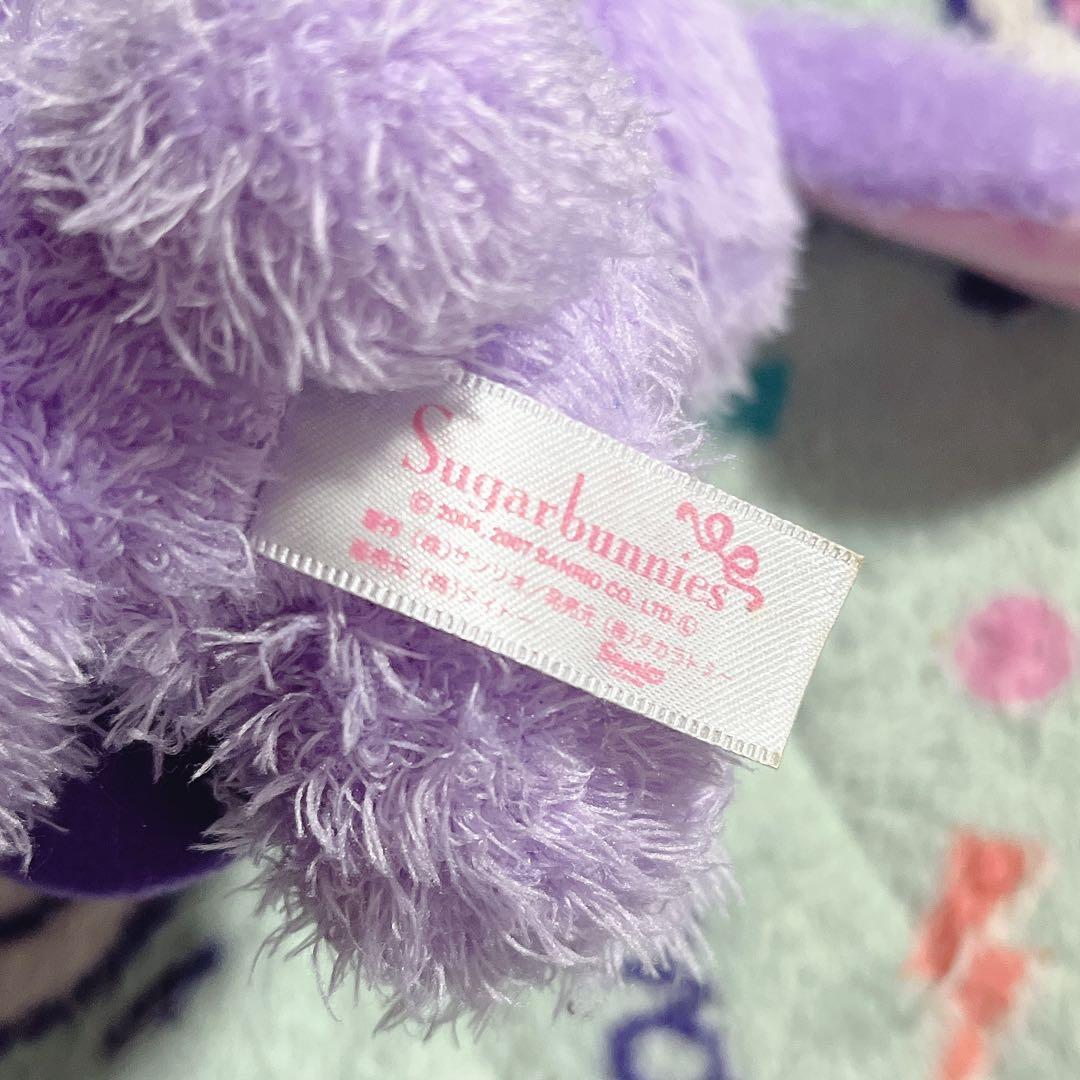 Sugarbunnies
© 2004, 2007 SANRIO CO., LTD. Ⓛ
著作 (株)サンリオ/発売元 (株)タカラトミー
販売元 (株)タイトー
Sanrio